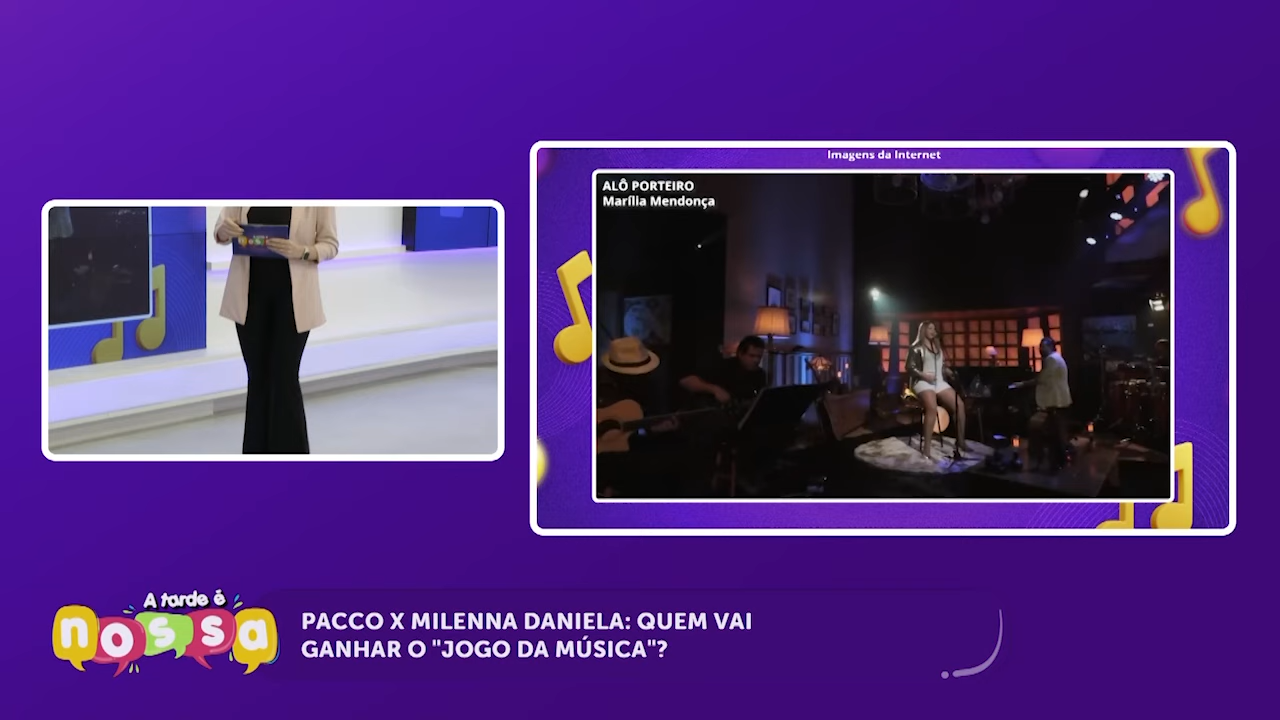 Imagens da Internet
ALÔ PORTEIRO
Marília Mendonça
A tarde é
nossa
PACCO X MILENNA DANIELA: QUEM VAI
GANHAR O "JOGO DA MÚSICA"?